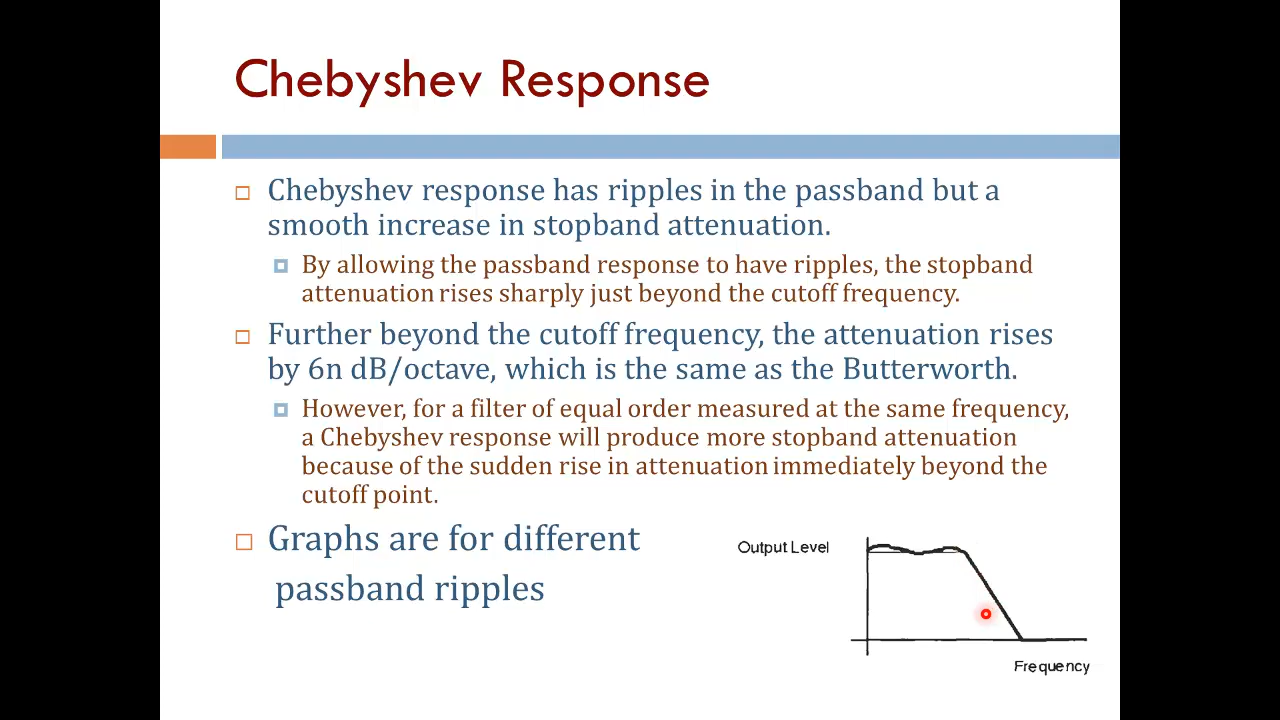 Chebyshev Response
Chebyshev response has ripples in the passband but a
smooth increase in stopband attenuation.
By allowing the passband response to have ripples, the stopband
attenuation rises sharply just beyond the cutoff frequency.
Further beyond the cutoff frequency, the attenuation rises
by 6n dB/octave, which is the same as the Butterworth.
However, for a filter of equal order measured at the same frequency,
a Chebyshev response will produce more stopband attenuation
because of the sudden rise in attenuation immediately beyond the
cutoff point.
Graphs are for different
passband ripples
Output Level
Frequency